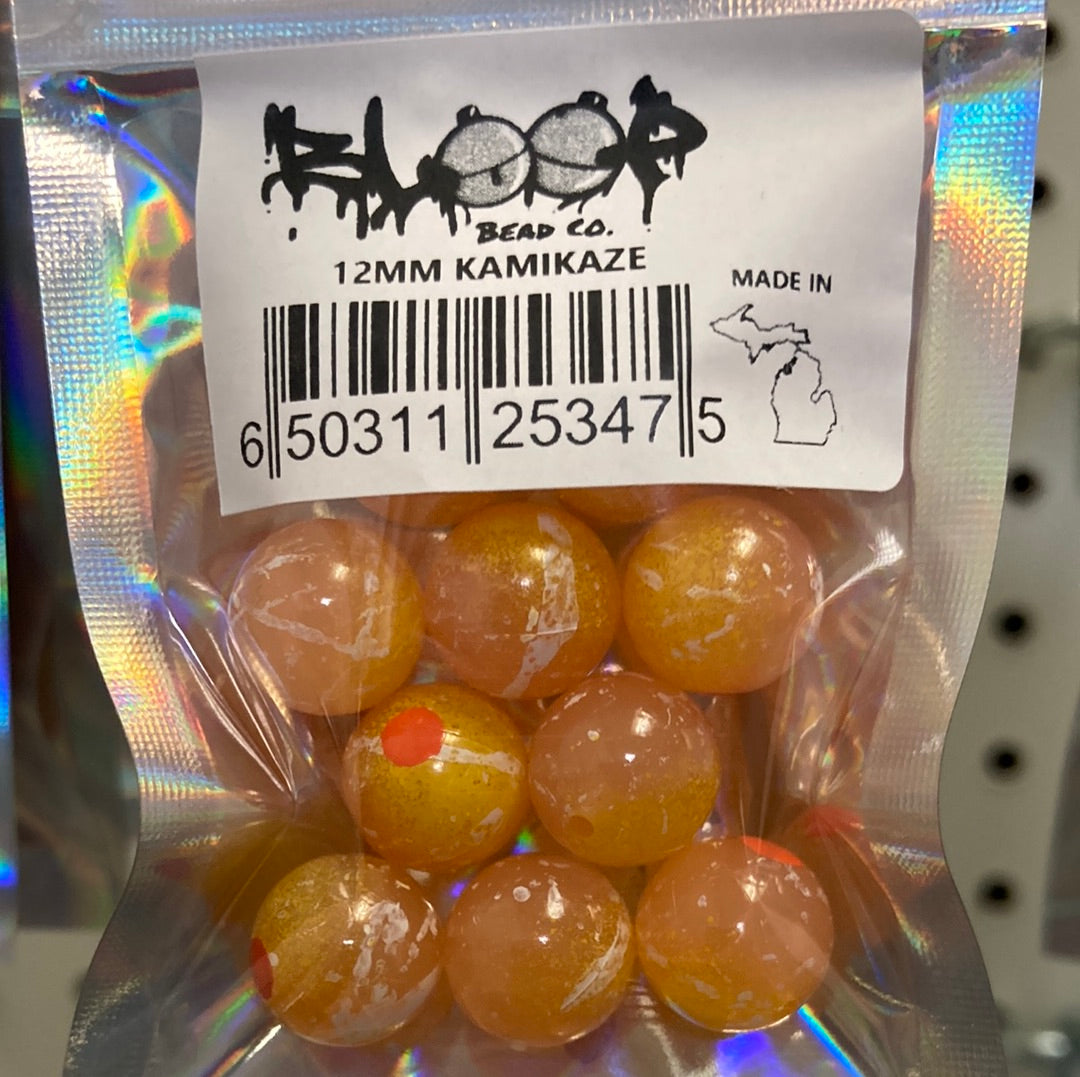 BLOOP
BEAD CO.
12MM KAMIKAZE
MADE IN
6 50311 25347 5